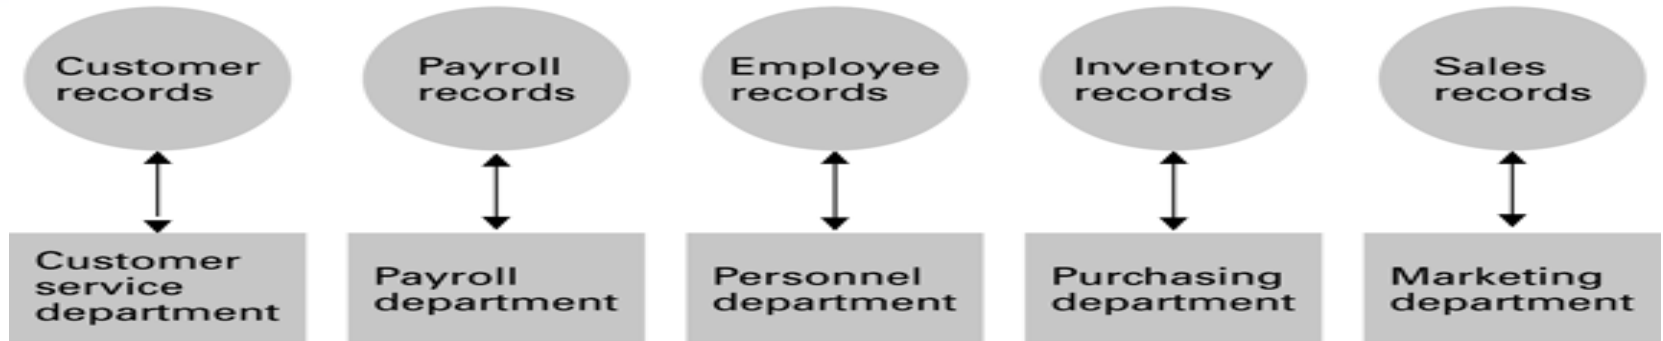 Customer
records
Payroll
records
Employee
records
Inventory
records
Sales
records
Customer
service
department
Payroll
department
Personnel
department
Purchasing
department
Marketing
department